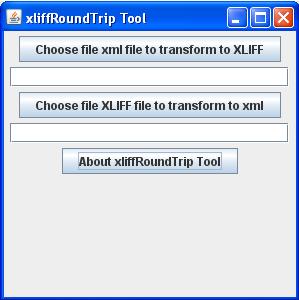 xliffRoundTrip Tool
Choose file xml file to transform to XLIFF
Choose file XLIFF file to transform to xml
About xliffRoundTrip Tool